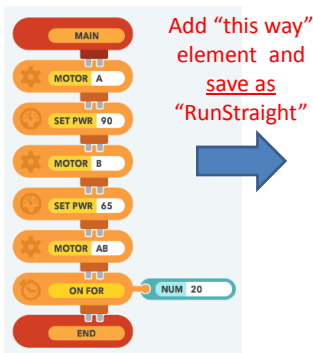 MAIN
MOTOR A
SET PWR 90
MOTOR B
SET PWR 65
MOTOR AB
ON FOR NUM 20
END
Add “this way”
element and
save as
“RunStraight”